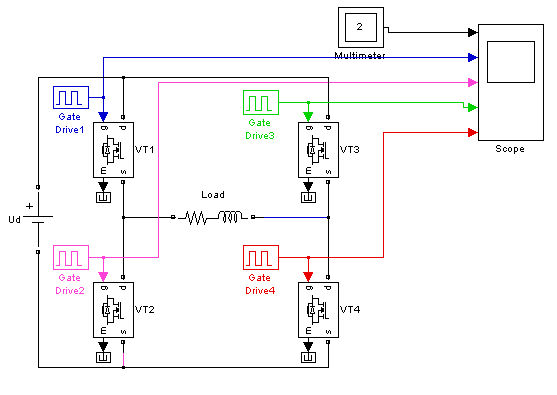 2
Multimeter
Scope
Gate
Drive1
g
D
VT1
m
s
Gate
Drive3
g
D
VT3
m
s
Load
+
Ud
Gate
Drive2
g
D
VT2
m
s
Gate
Drive4
g
D
VT4
m
s